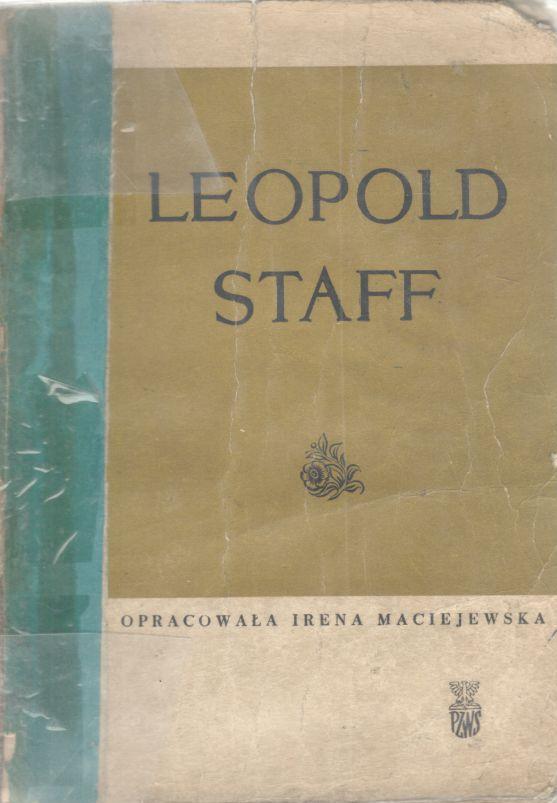 LEOPOLD
STAFF
OPRACOWAŁA IRENA MACIEJEWSKA
PZWS